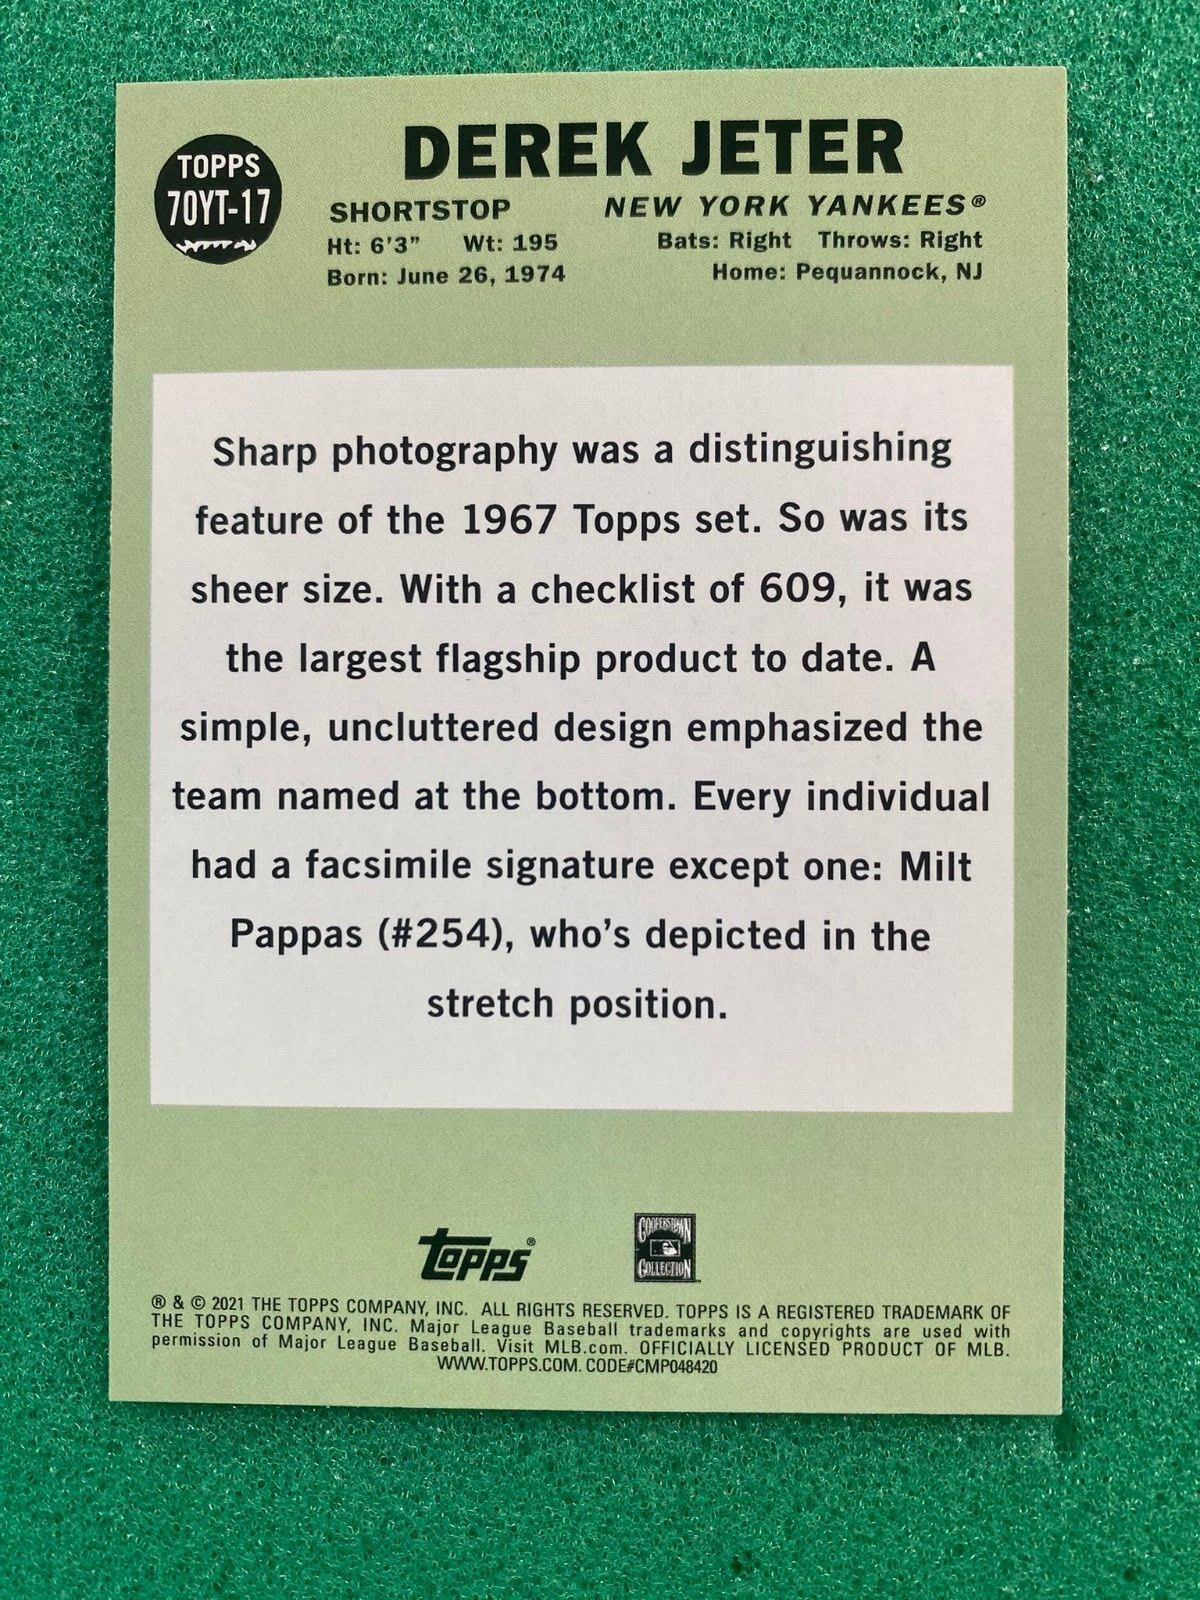 TOPPS
70YT-17
DEREK JETER
SHORTSTOP NEW YORK YANKEES®
Ht: 6'3” Wt: 195 Bats: Right Throws: Right
Born: June 26, 1974 Home: Pequannock, NJ
Sharp photography was a distinguishing
feature of the 1967 Topps set. So was its
sheer size. With a checklist of 609, it was
the largest flagship product to date. A
simple, uncluttered design emphasized the
team named at the bottom. Every individual
had a facsimile signature except one: Milt
Pappas (#254), who’s depicted in the
stretch position.
topps®
COOPERSTOWN
COLLECTION
® & © 2021 THE TOPPS COMPANY, INC. ALL RIGHTS RESERVED. TOPPS IS A REGISTERED TRADEMARK OF
THE TOPPS COMPANY, INC. Major League Baseball trademarks and copyrights are used with
permission of Major League Baseball. Visit MLB.com. OFFICIALLY LICENSED PRODUCT OF MLB.
WWW.TOPPS.COM. CODE#CMP048420